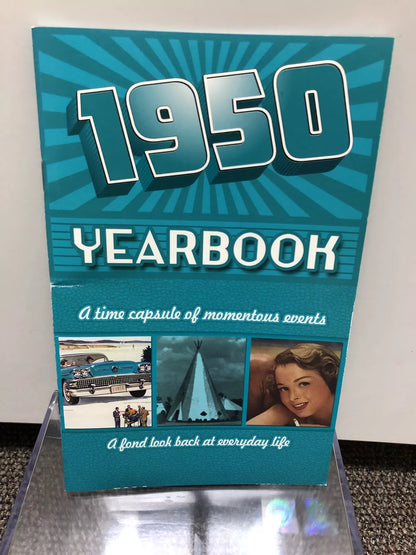 1950
YEARBOOK
A time capsule of momentous events
A fond look back at everyday life